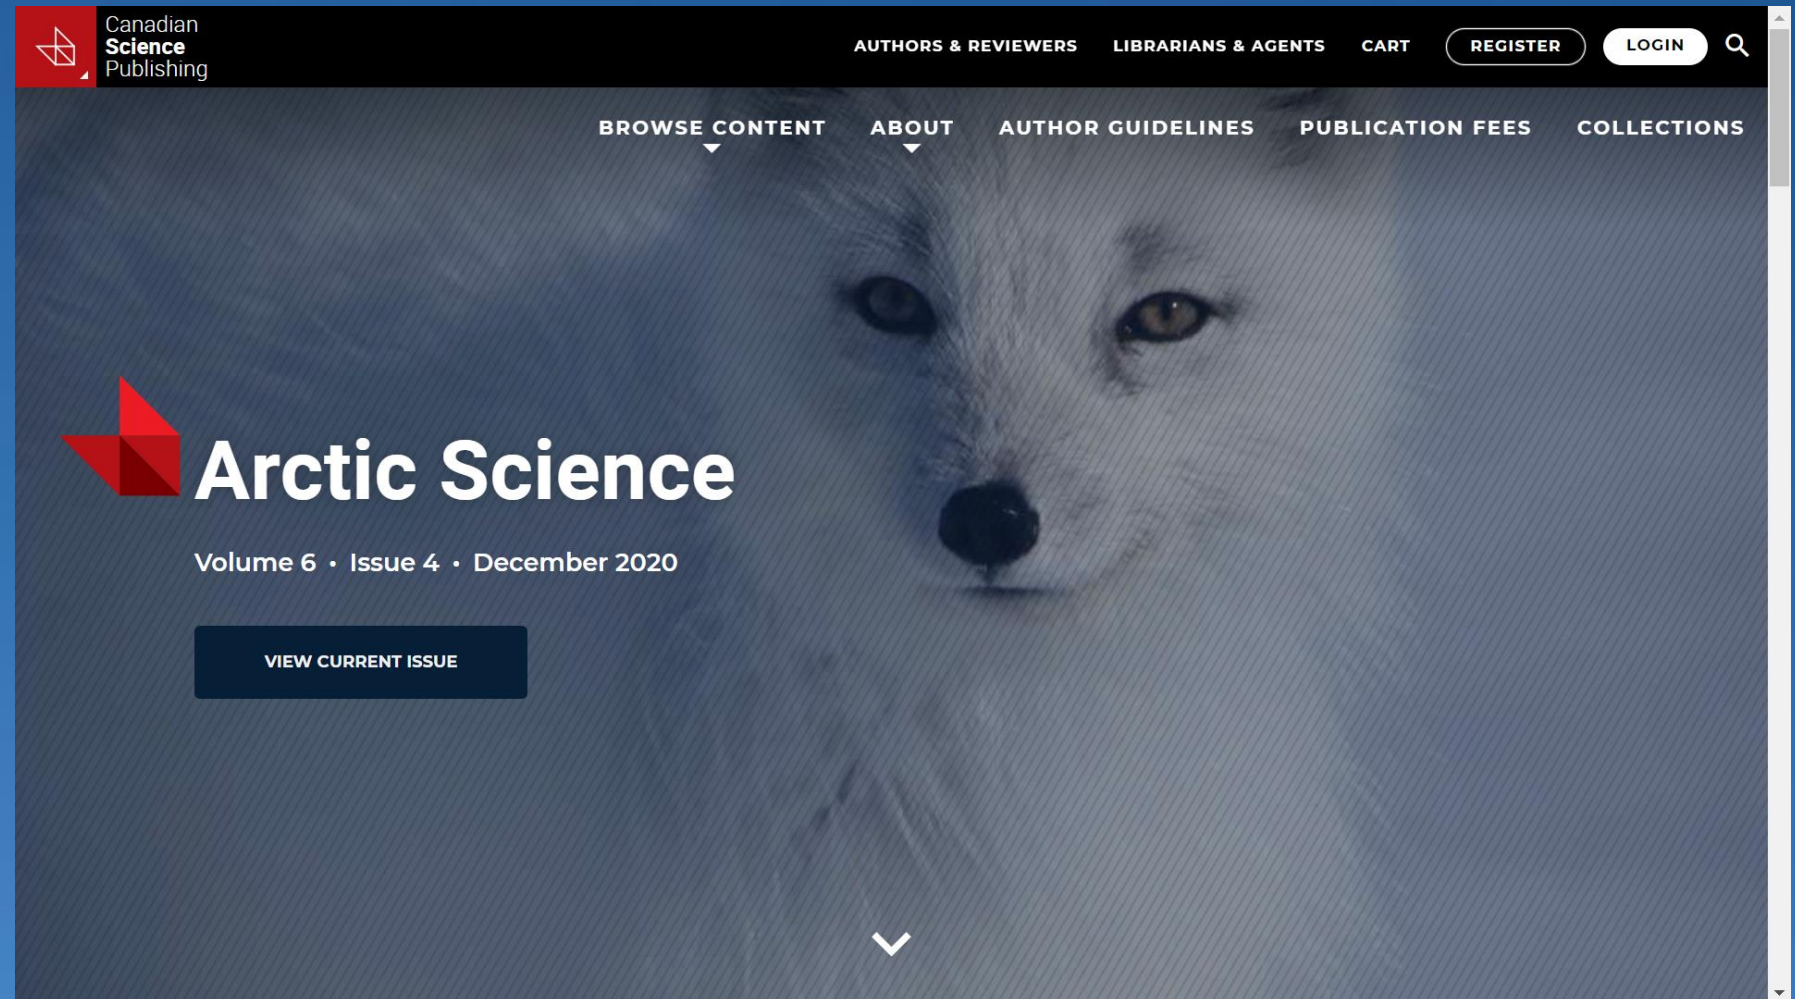 Canadian
Science
Publishing
AUTHORS & REVIEWERS LIBRARIANS & AGENTS CART REGISTER LOGIN
BROWSE CONTENT ABOUT AUTHOR GUIDELINES PUBLICATION FEES COLLECTIONS
Arctic Science
Volume 6 • Issue 4 • December 2020
VIEW CURRENT ISSUE